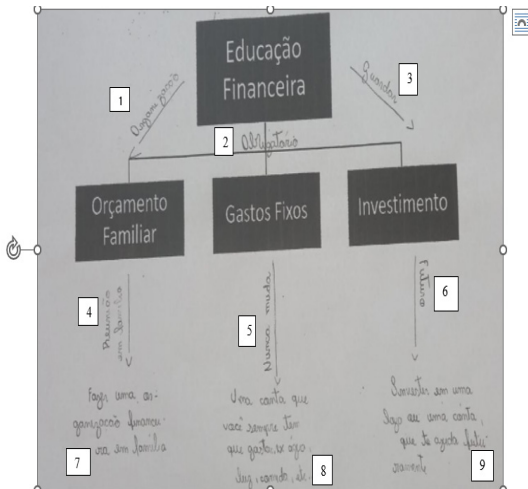 Educação
Financeira
1
Organização
3
Guardar
2
Obrigatório
Orçamento
Familiar
Gastos Fixos
Investimento
4
Reunião
em família
5
Nunca muda
6
Futuro
Fazer uma or-
ganização financei-
ra em família
7
Uma conta que
você sempre tem
que gastar, ex água
luz, comida, etc
8
Investir em uma
loja ou uma conta,
que te ajuda futu-
ramente
9